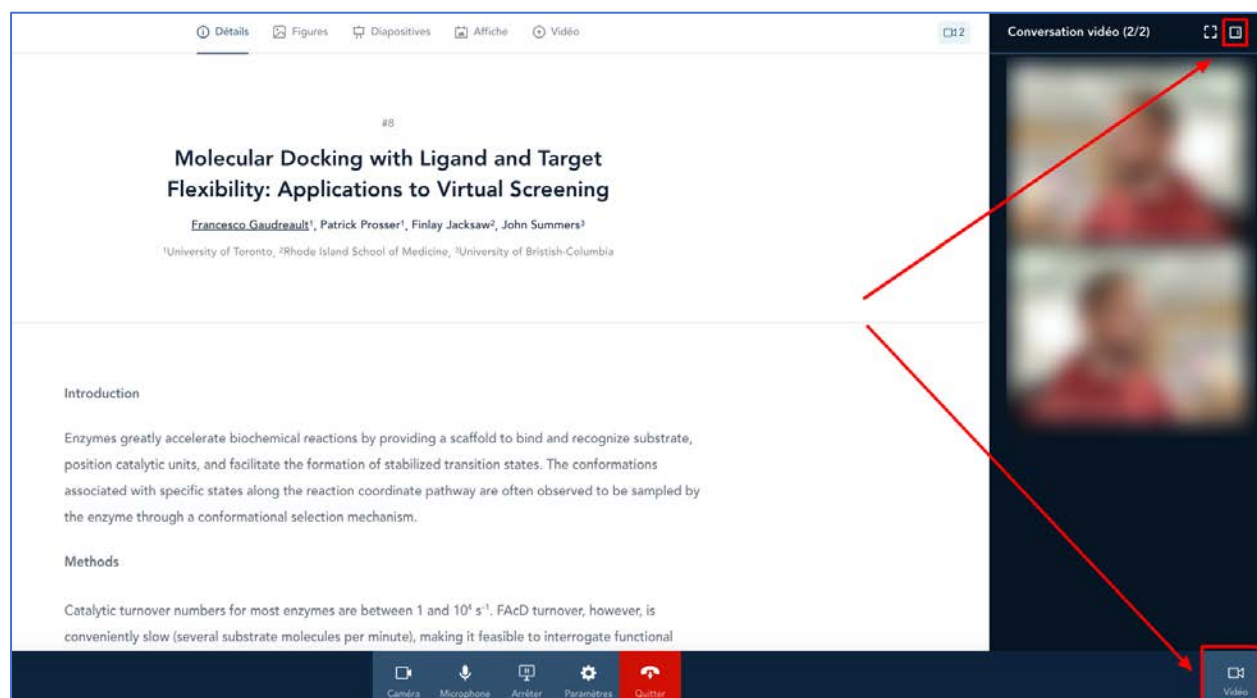 Détails Figures Diapositives Affiche Vidéo 2 Conversation vidéo (2/2)
#8
Molecular Docking with Ligand and Target
Flexibility: Applications to Virtual Screening
Francesco Gaudreault¹, Patrick Prosser¹, Finlay Jacksaw², John Summers³
¹University of Toronto, ²Rhode Island School of Medicine, ³University of Bristish-Columbia
Introduction
Enzymes greatly accelerate biochemical reactions by providing a scaffold to bind and recognize substrate,
position catalytic units, and facilitate the formation of stabilized transition states. The conformations
associated with specific states along the reaction coordinate pathway are often observed to be sampled by
the enzyme through a conformational selection mechanism.
Methods
Catalytic turnover numbers for most enzymes are between 1 and 10⁴ s⁻¹. FAcD turnover, however, is
conveniently slow (several substrate molecules per minute), making it feasible to interrogate functional
Caméra Microphone Arrêter Paramètres Quitter Vidéo